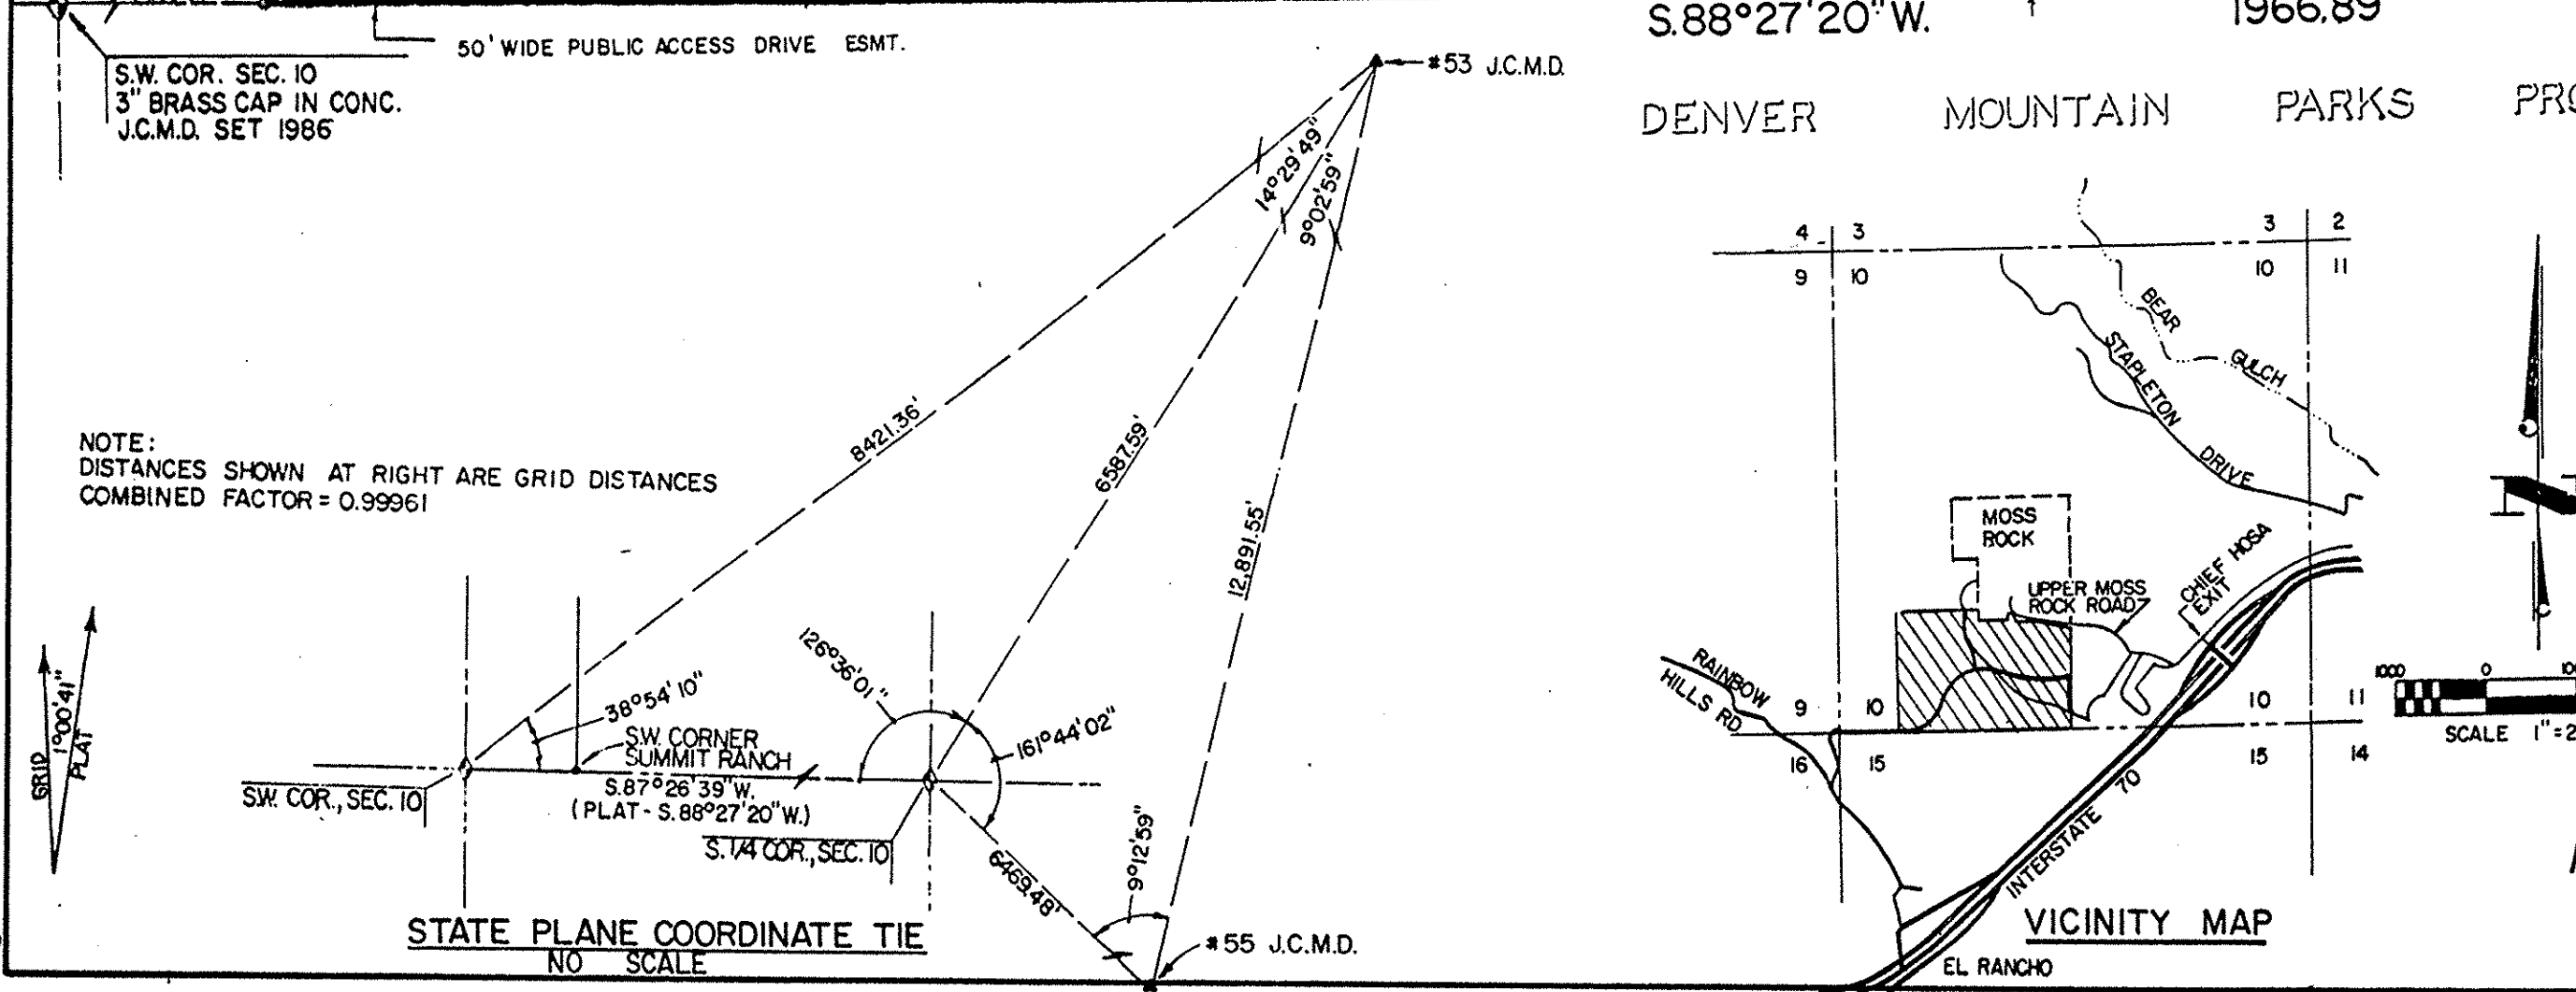 50' WIDE PUBLIC ACCESS DRIVE ESMT.
S.W. COR. SEC. 10
3" BRASS CAP IN CONC.
J.C.M.D. SET 1986
#53 J.C.M.D.
14°29'49"
9°02'59"
8421.36'
6587.59'
12,891.55'
NOTE:
DISTANCES SHOWN AT RIGHT ARE GRID DISTANCES
COMBINED FACTOR = 0.99961
GRID
1°00'41"
PLAT
126°36'01"
38°54'10"
161°44'02"
S.W. CORNER
SUMMIT RANCH
S.87°26'39"W.
(PLAT - S.88°27'20"W.)
S.W. COR., SEC. 10
S. 1/4 COR., SEC. 10
6469.48'
9°12'59"
#55 J.C.M.D.
STATE PLANE COORDINATE TIE
NO SCALE
S.88°27'20"W.
1966.89
DENVER MOUNTAIN PARKS
4 3
9 10
3 2
10 11
BEAR
GULCH
STAPLETON
DRIVE
MOSS
ROCK
UPPER MOSS
ROCK ROAD
CHIEF HOSA
EXIT
RAINBOW
HILLS RD
9 10
16 15
10 11
15 14
INTERSTATE 70
EL RANCHO
VICINITY MAP
1000 0
SCALE 1"=2